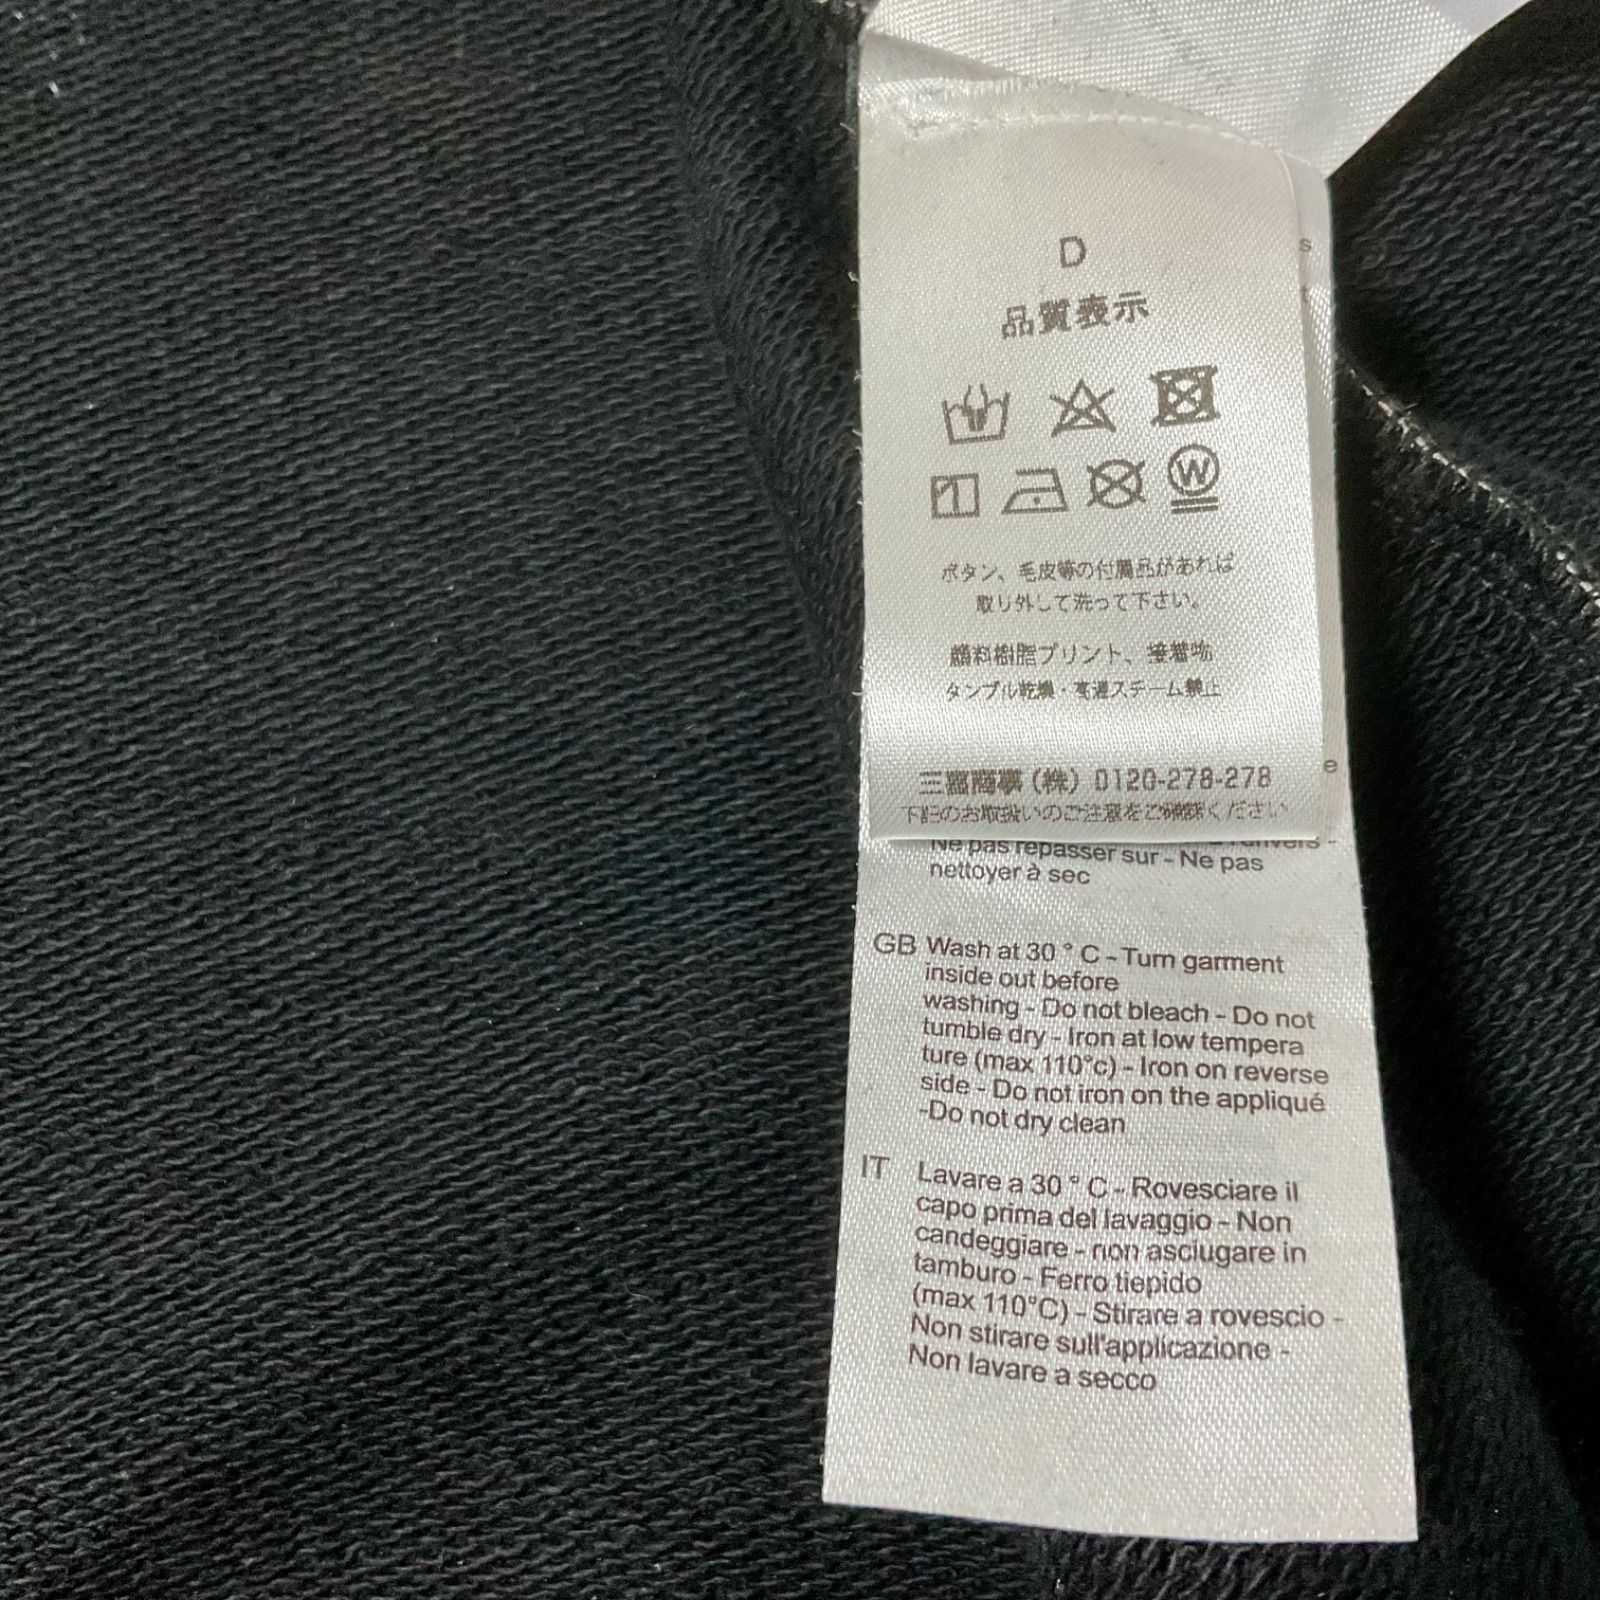 D
品質表示
W
ボタン、毛皮等の付属品があれば
取り外して洗って下さい。
顔料樹脂プリント、接着物
タンブル乾燥・高温スチーム禁止
(株) 0120-278-278
下記のお取扱いのご注意をご確認ください
Ne pas repasser sur - Ne pas
nettoyer à sec
GB Wash at 30 ° C - Turn garment
inside out before
washing - Do not bleach - Do not
tumble dry - Iron at low tempera
ture (max 110°c) - Iron on reverse
side - Do not iron on the appliqué
-Do not dry clean
IT Lavare a 30 ° C - Rovesciare il
capo prima del lavaggio - Non
candeggiare - non asciugare in
tamburo - Ferro tiepido
(max 110°C) - Stirare a rovescio -
Non stirare sull'applicazione -
Non lavare a secco